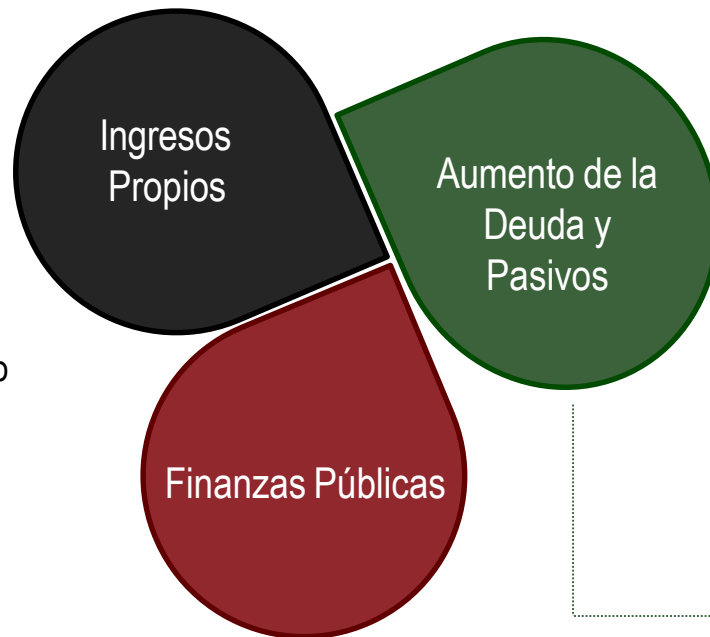 Ingresos
Propios
Aumento de la
Deuda y
Pasivos
o
Finanzas Públicas